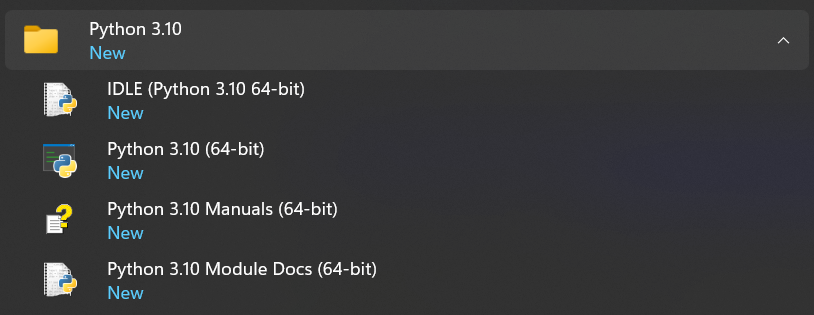 Python 3.10
New
IDLE (Python 3.10 64-bit)
New
Python 3.10 (64-bit)
New
Python 3.10 Manuals (64-bit)
New
Python 3.10 Module Docs (64-bit)
New